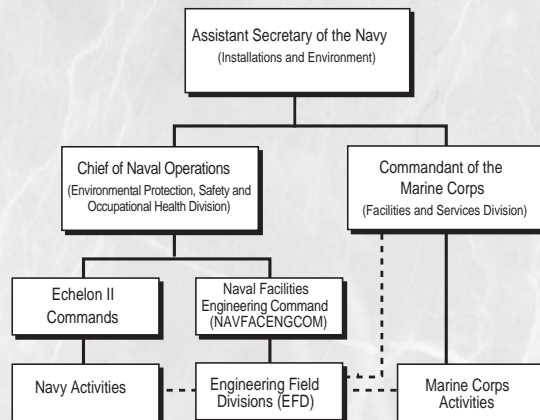 Assistant Secretary of the Navy
(Installations and Environment)
Chief of Naval Operations
(Environmental Protection, Safety and
Occupational Health Division)
Commandant of the
Marine Corps
(Facilities and Services Division)
Echelon II
Commands
Naval Facilities
Engineering Command
(NAVFACENGCOM)
Navy Activities
Engineering Field
Divisions (EFD)
Marine Corps
Activities